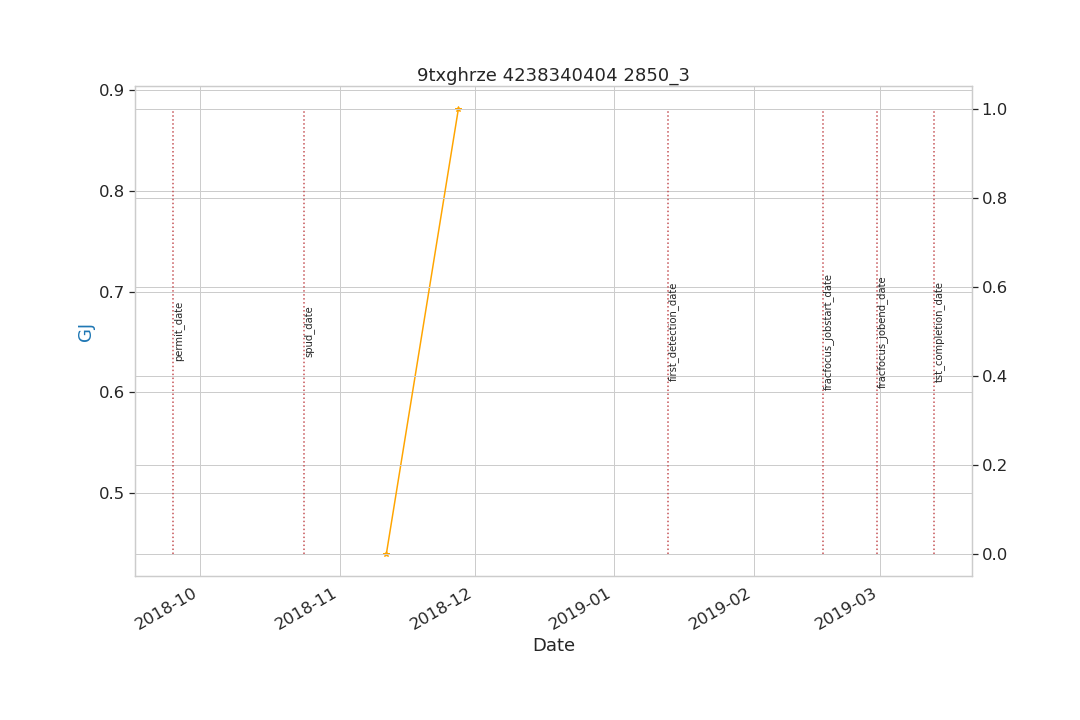 9txghrze 4238340404 2850_3
0.9
0.8
0.7
0.6
0.5
GJ
1.0
0.8
0.6
0.4
0.2
0.0
permit_date
spud_date
first_detection_date
fracfocus_jobstart_date
fracfocus_jobend_date
tst_completion_date
2018-10
2018-11
2018-12
2019-01
2019-02
2019-03
Date